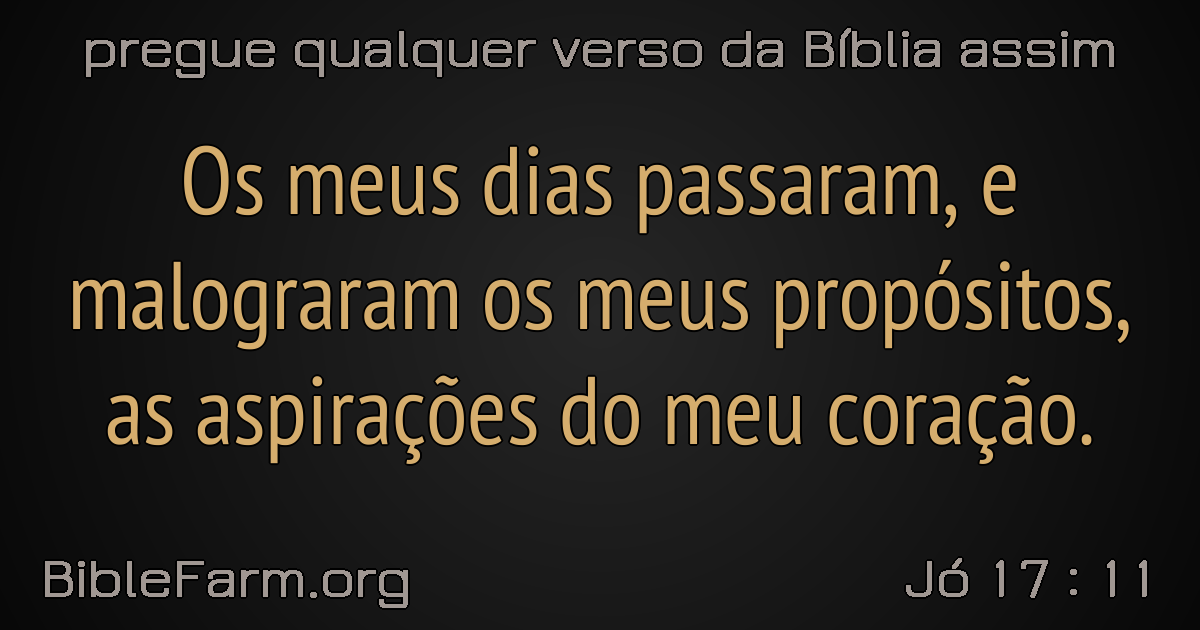 pregue qualquer verso da Bíblia assim
Os meus dias passaram, e
malograram os meus propósitos,
as aspirações do meu coração.
BibleFarm.org
Jó 17 : 11